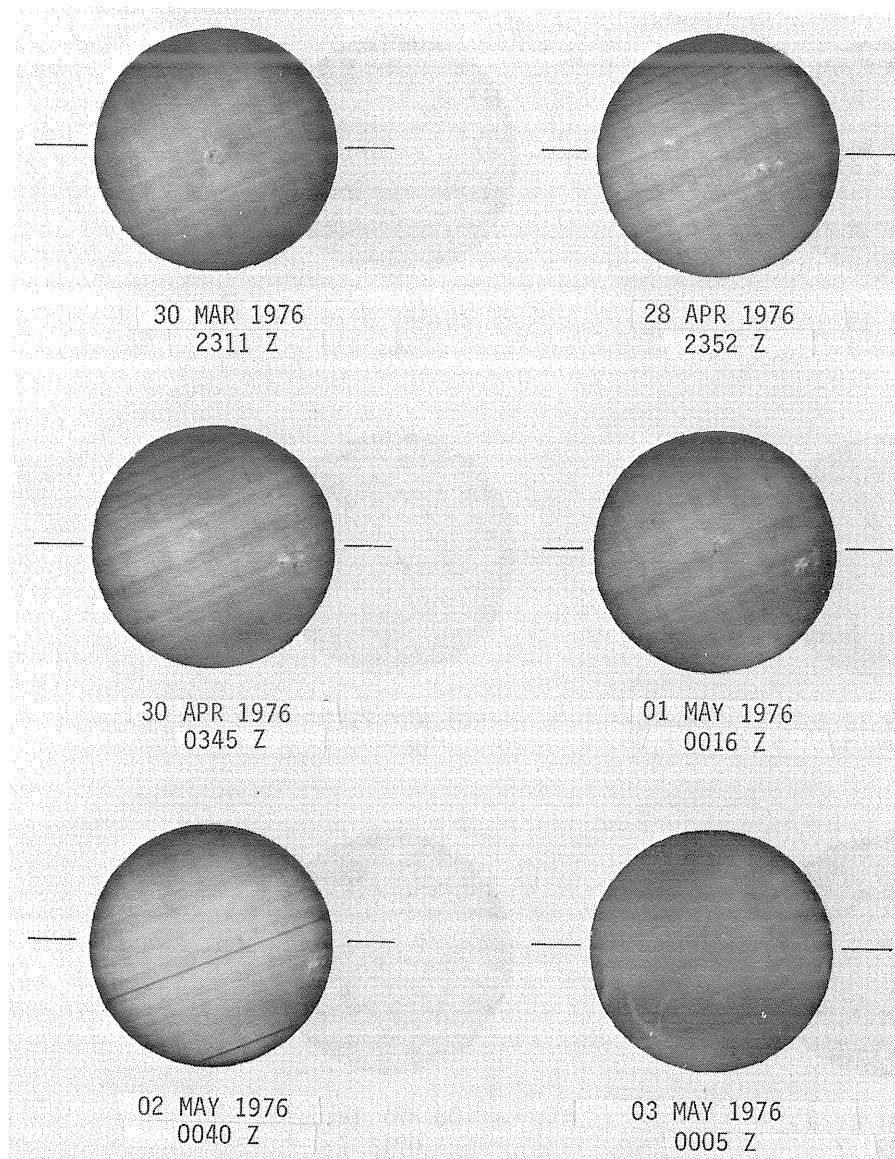 30 MAR 1976
2311 Z
28 APR 1976
2352 Z
30 APR 1976
0345 Z
01 MAY 1976
0016 Z
02 MAY 1976
0040 Z
03 MAY 1976
0005 Z